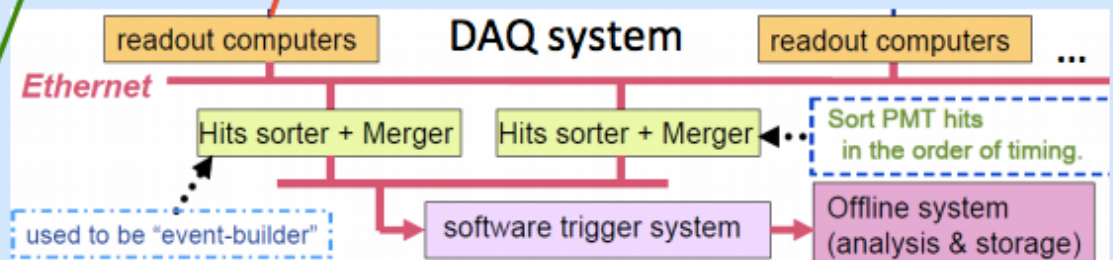 readout computers
DAQ system
readout computers
...
Ethernet
Hits sorter + Merger
Hits sorter + Merger
Sort PMT hits
in the order of timing.
used to be "event-builder"
software trigger system
Offline system
(analysis & storage)